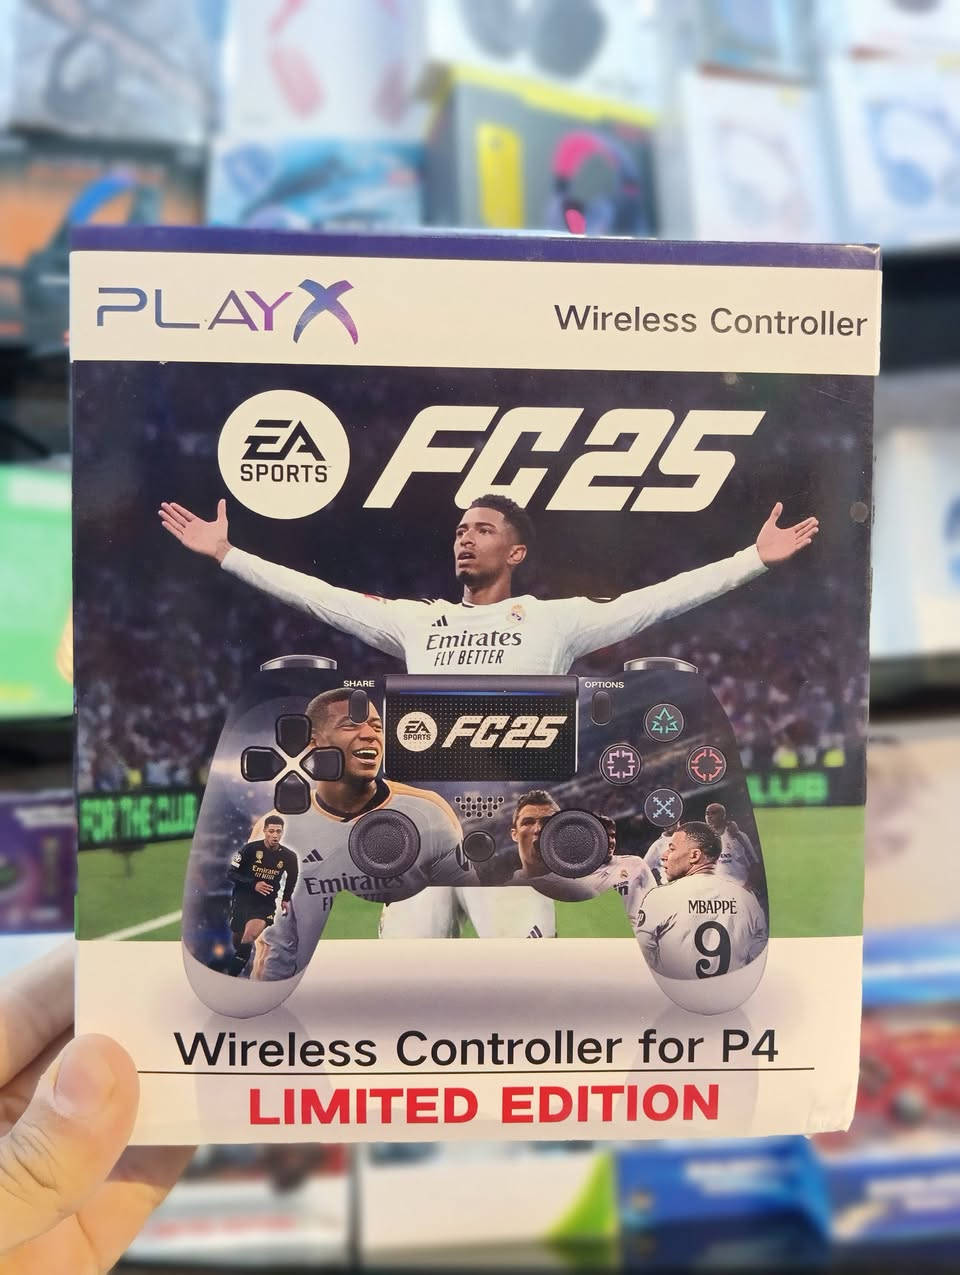 PLAYX
Wireless Controller
EA
SPORTS
FC25
Emirates
FLY BETTER
SHARE
OPTIONS
EA
SPORTS
FC25
FOR THE CLUB
Emirates
Emirates
MBAPPÉ
9
Wireless Controller for P4
LIMITED EDITION